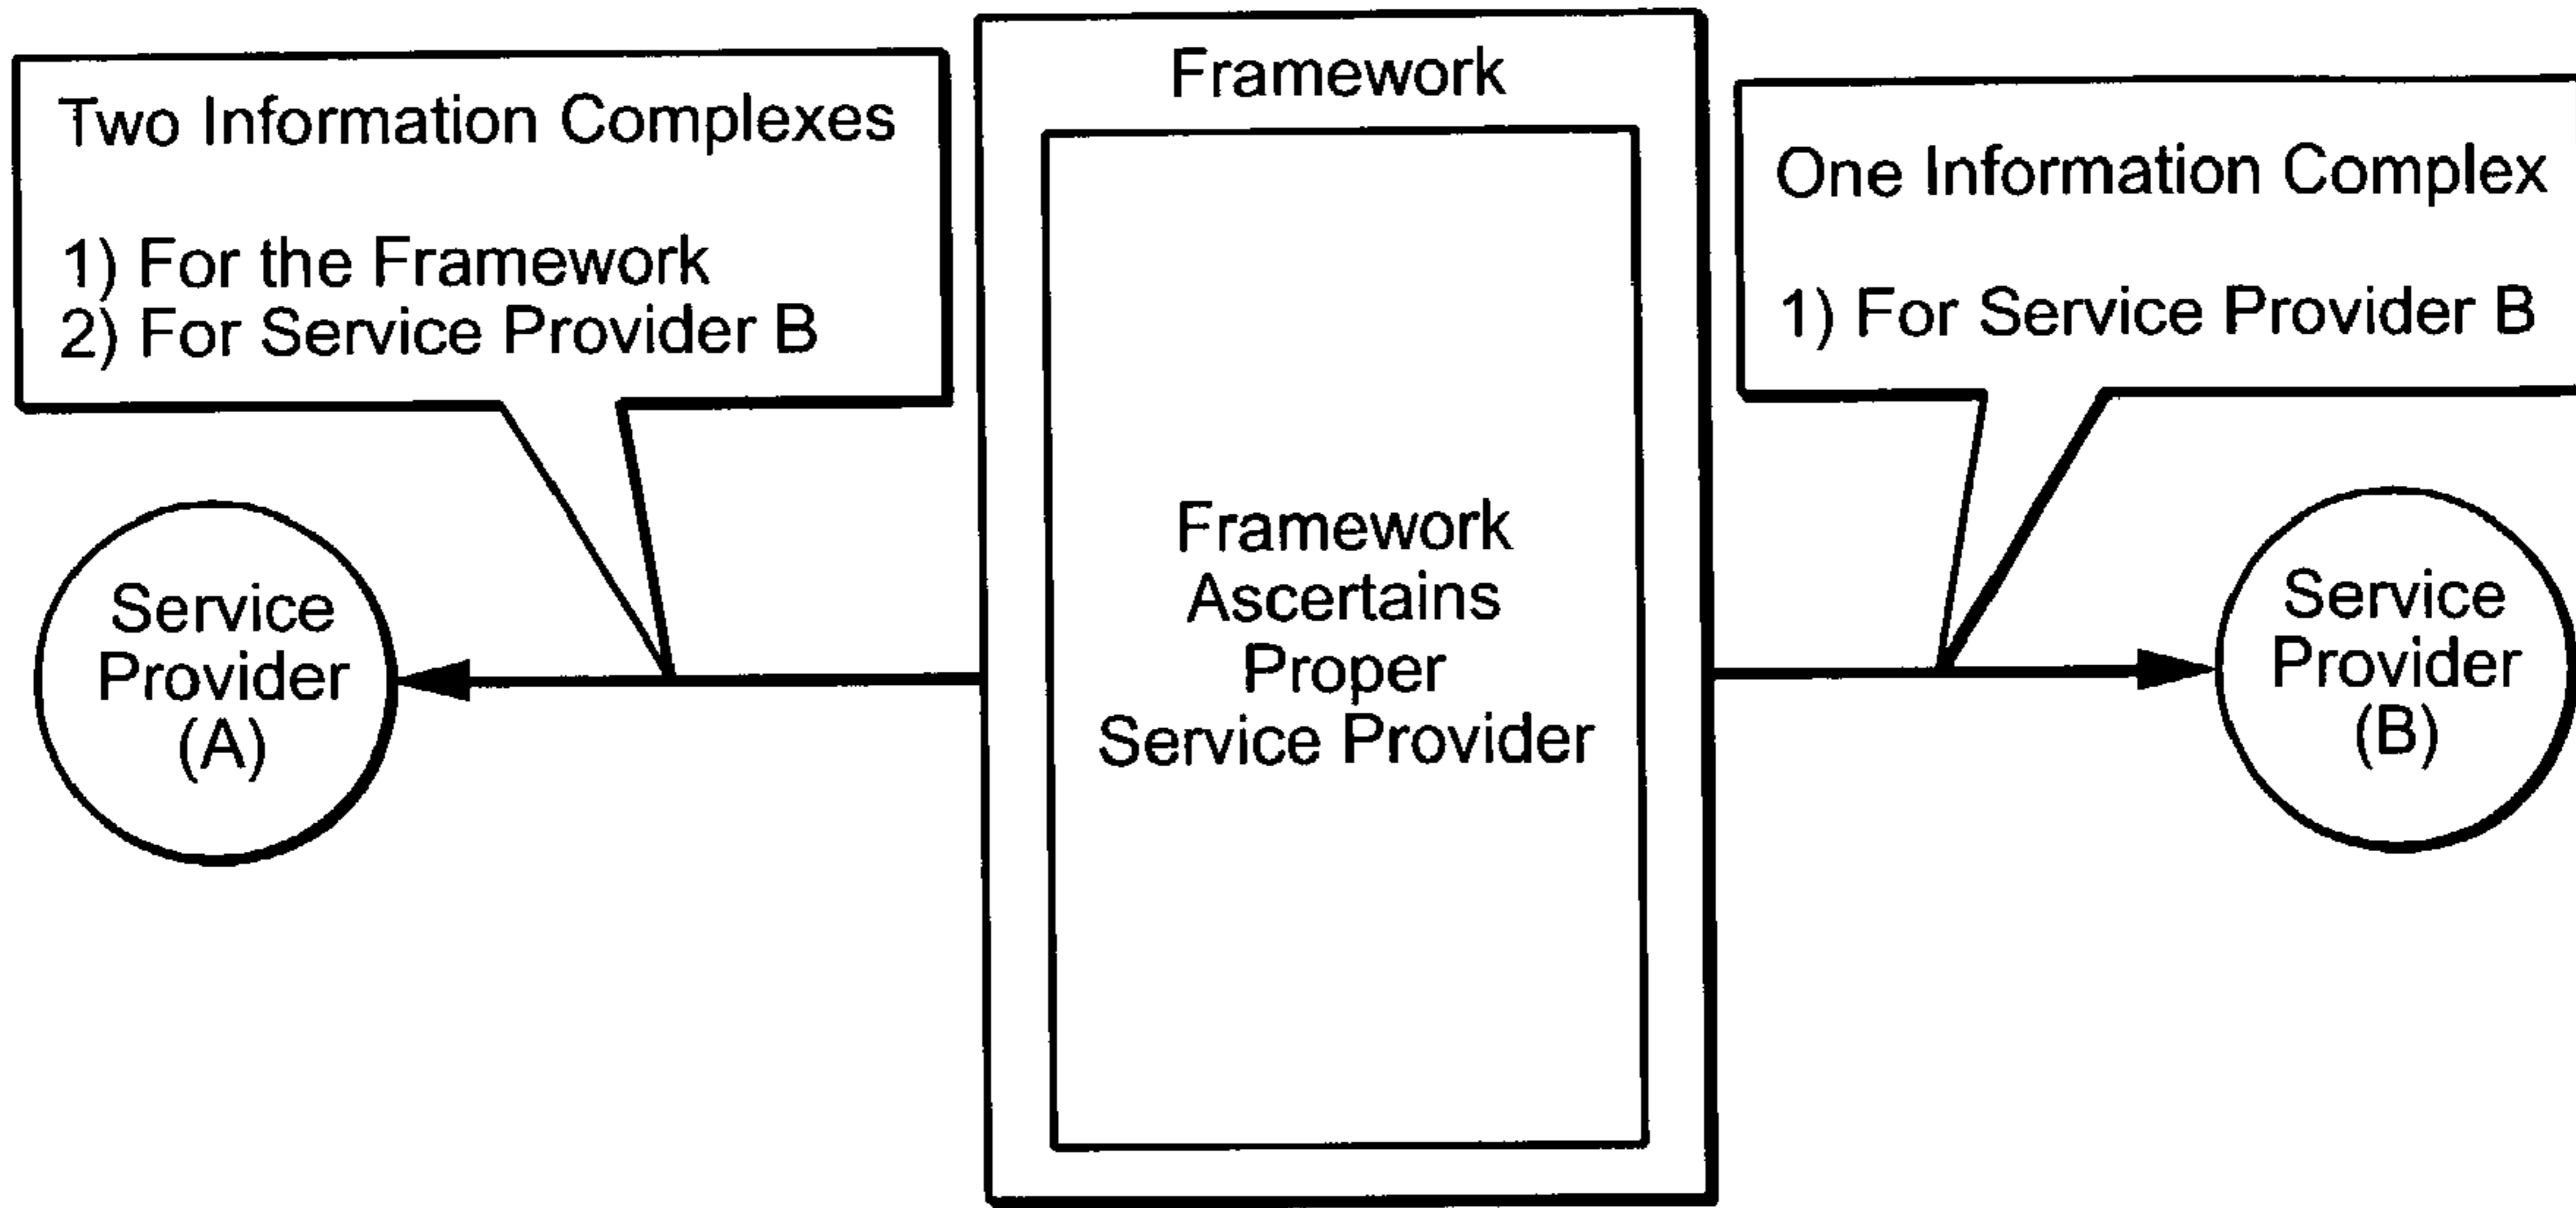 Two Information Complexes
1) For the Framework
2) For Service Provider B
Framework
One Information Complex
1) For Service Provider B
Service
Provider
(A)
Framework
Ascertains
Proper
Service Provider
Service
Provider
(B)